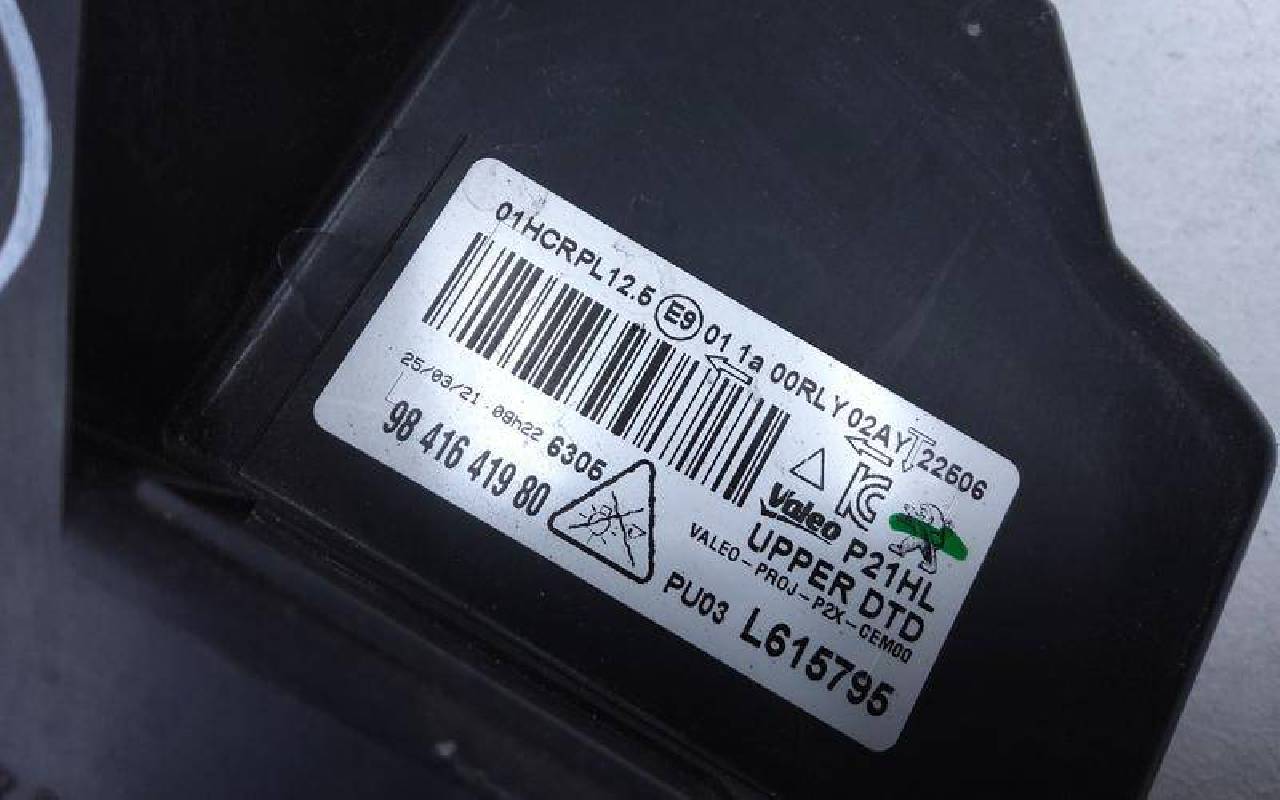 01HCRPL12.5 E9 01 1a 00RLY 02AY 22606
25/03/21 09h22 6305
98 416 419 80
Valeo P21HL
UPPER DTD
VALEO-PROJ-P2X-CEM00
PU03 L615795